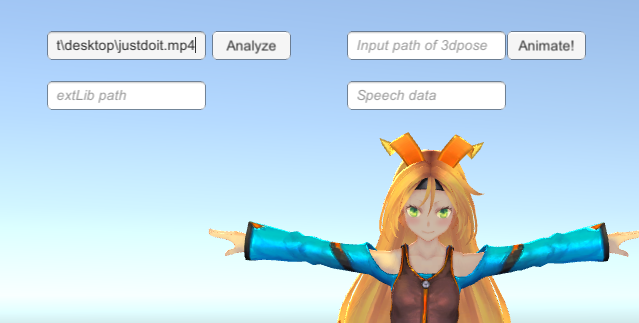 t\desktop\justdoit.mp4
Analyze
Input path of 3dpose
Animate!
extLib path
Speech data